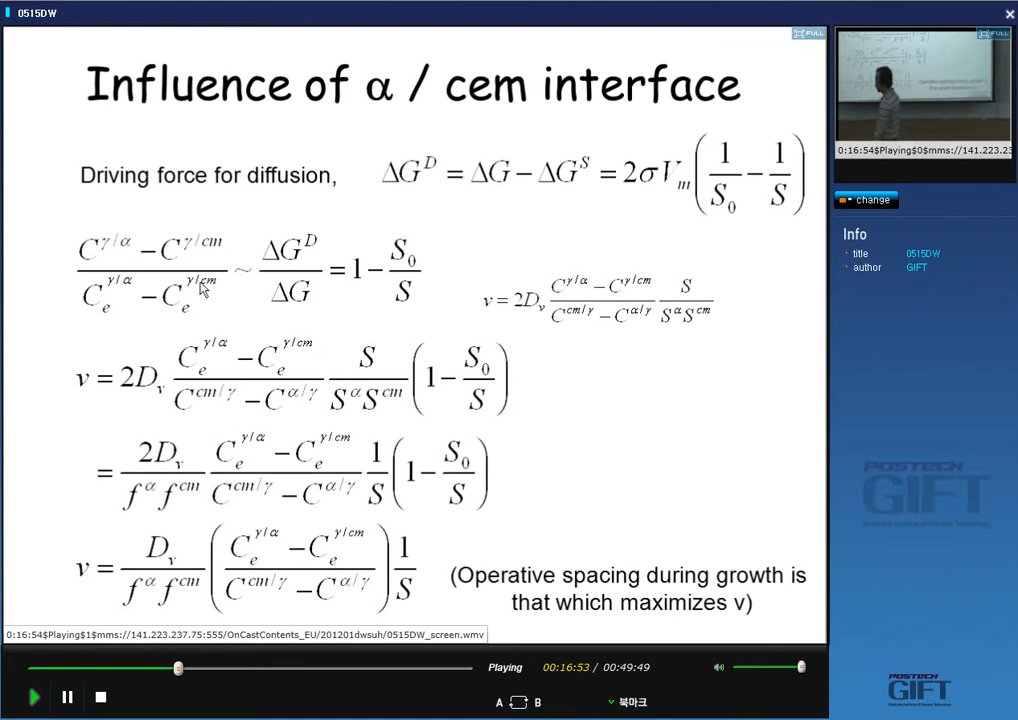 0515DW
FULL
Influence of α / cem interface
Driving force for diffusion, ΔG^D = ΔG − ΔG^S = 2σV_m (1/S_0 − 1/S)
(C^{γ/α} − C^{γ/cm}) / (C_e^{γ/α} − C_e^{γ/cm}) ~ ΔG^D / ΔG = 1 − S_0/S
v = 2D_v (C^{γ/α} − C^{γ/cm}) / (C^{cm/γ} − C^{α/γ}) S / (S^α S^{cm})
v = 2D_v (C_e^{γ/α} − C_e^{γ/cm}) / (C^{cm/γ} − C^{α/γ}) S / (S^α S^{cm}) (1 − S_0/S)
= 2D_v / (f^α f^{cm}) (C_e^{γ/α} − C_e^{γ/cm}) / (C^{cm/γ} − C^{α/γ}) 1/S (1 − S_0/S)
v = D_v / (f^α f^{cm}) ((C_e^{γ/α} − C_e^{γ/cm}) / (C^{cm/γ} − C^{α/γ})) 1/S
(Operative spacing during growth is
that which maximizes v)
0:16:54$Playing$1$mms://141.223.237.75:555/OnCastContents_EU/201201dwsuh/0515DW_screen.wmv
Playing 00:16:53 / 00:49:49
A B 북마크
FULL
0:16:54$Playing$0$mms://141.223.23
change
Info
title 0515DW
author GIFT
POSTECH
GIFT
POSTECH
GIFT